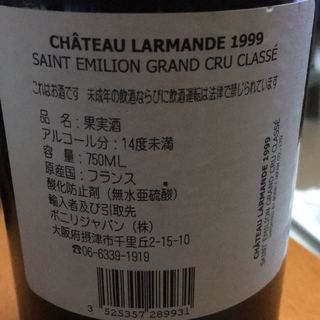 CHÂTEAU LARMANDE 1999
SAINT EMILION GRAND CRU CLASSÉ
これはお酒です 未成年の飲酒ならびに飲酒運転は法律で禁じられています
品名：果実酒
アルコール分：14度未満
容量：750ML
原産国：フランス
酸化防止剤（無水亜硫酸）
輸入者及び引取先
ボニリジャパン（株）
大阪府摂津市千里丘2-15-10
☎06-6339-1919
3 525357 289931
CHÂTEAU LARMANDE 1999
SAINT EMILION GRAND CRU CLASSÉ